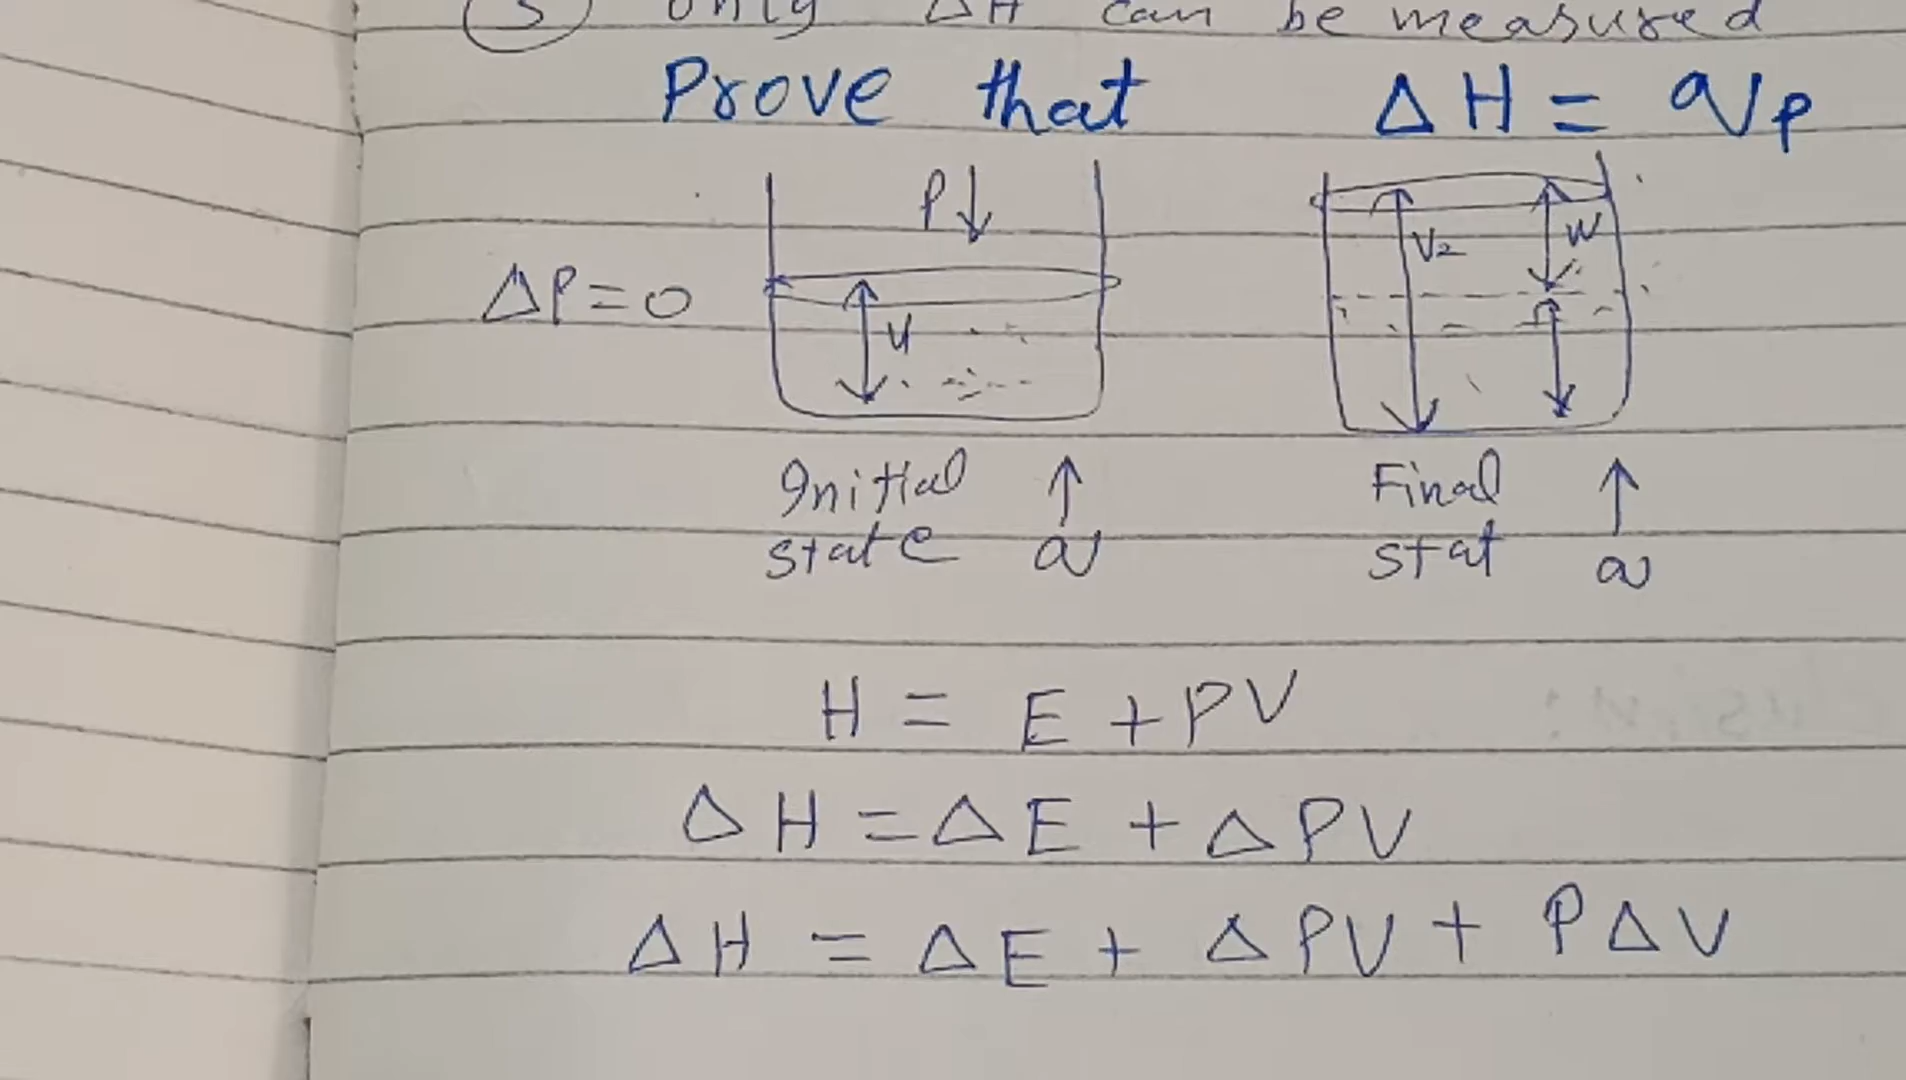 3 only ΔH can be measured
Prove that ΔH = qp
P↓
V2 W
ΔP=0
Initial ↑ Final ↑
state q stat q
H = E + PV
ΔH = ΔE + ΔPV
ΔH = ΔE + ΔPV + PΔV